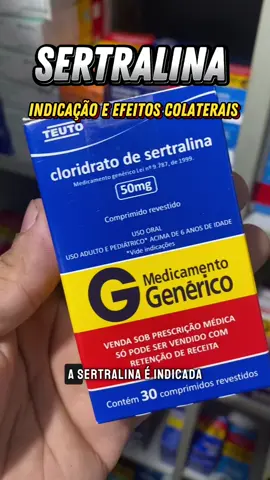 SERTRALINA
INDICAÇÃO E EFEITOS COLATERAIS
TEUTO
cloridrato de sertralina
Medicamento genérico Lei nº 9.787, de 1999.
50mg
Comprimido revestido
USO ORAL
USO ADULTO E PEDIÁTRICO* ACIMA DE 6 ANOS DE IDADE
*Vide indicações
G Medicamento
Genérico
VENDA SOB PRESCRIÇÃO MÉDICA
SÓ PODE SER VENDIDO COM
RETENÇÃO DE RECEITA
A SERTRALINA É INDICADA
Contém 30 comprimidos revestidos